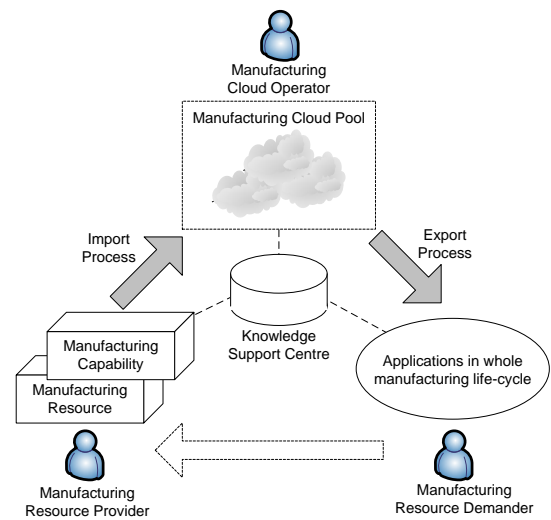 Manufacturing
Cloud Operator
Manufacturing Cloud Pool
Import
Process
Export
Process
Knowledge
Support Centre
Manufacturing
Capability
Manufacturing
Resource
Applications in whole
manufacturing life-cycle
Manufacturing
Resource Provider
Manufacturing
Resource Demander